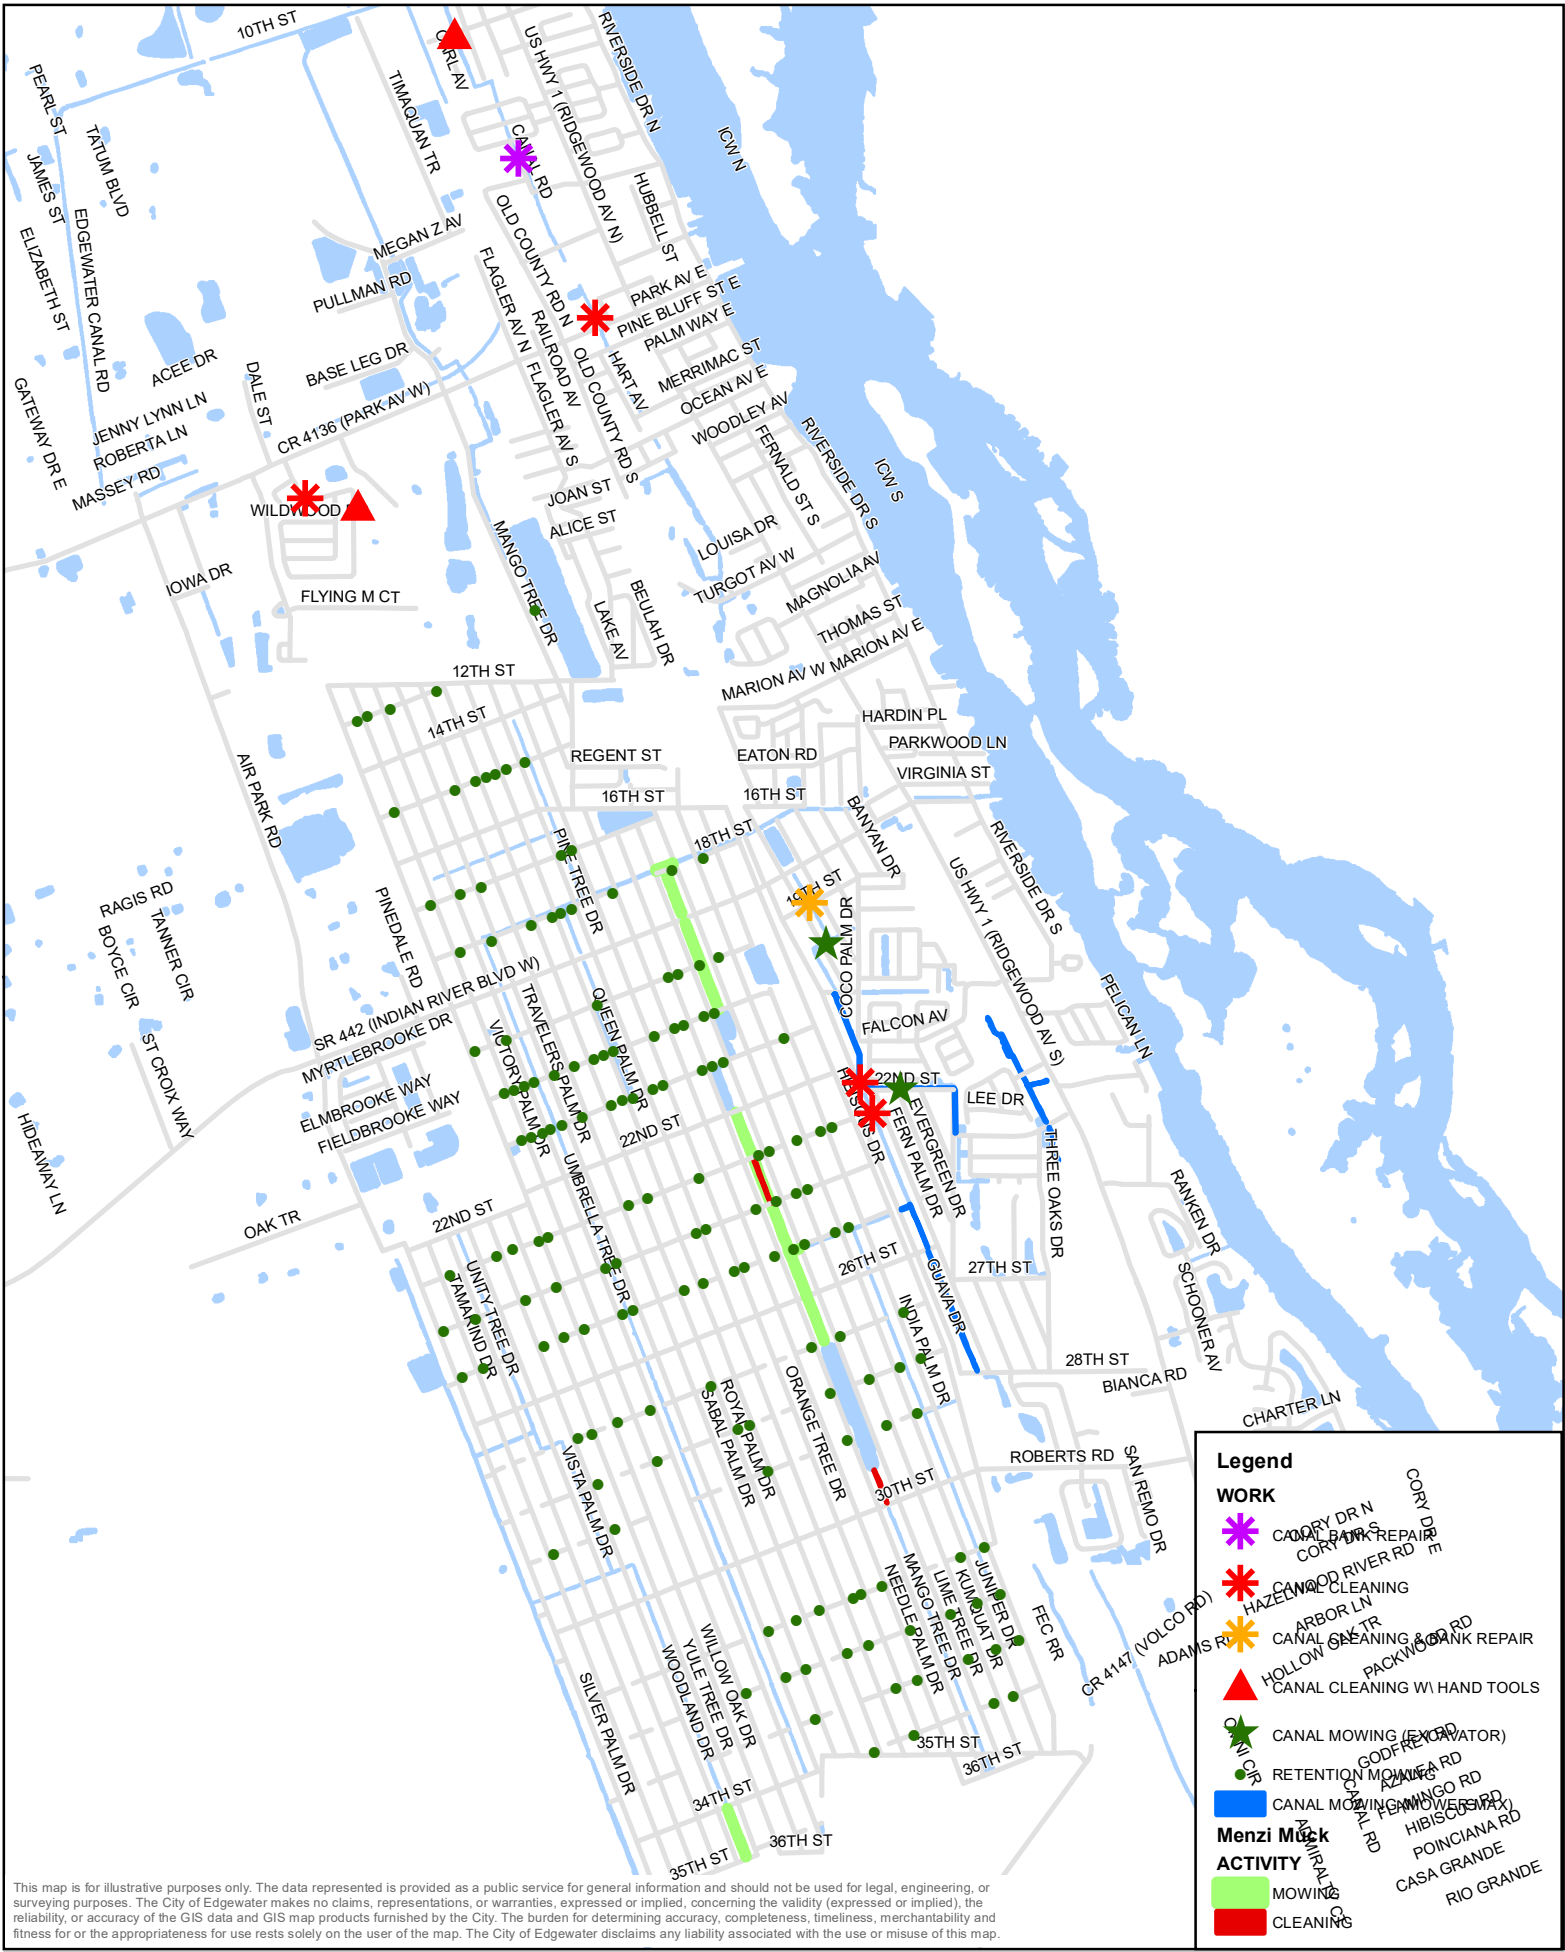 10TH ST
CARL AV
US HWY 1 (RIDGEWOOD AV N)
RIVERSIDE DR N
ICW N
PEARL ST
TATUM BLVD
JAMES ST
EDGEWATER CANAL RD
ELIZABETH ST
TIMAQUAN TR
CANAL RD
HUBBELL ST
MEGAN Z AV
PULLMAN RD
OLD COUNTY RD N
FLAGLER AV N
RAILROAD AV
PARK AV E
PINE BLUFF ST E
PALM WAY E
MERRIMAC ST
OCEAN AV E
WOODLEY AV
HART AV
OLD COUNTY RD S
FLAGLER AV S
BASE LEG DR
ACEE DR
DALE ST
CR 4136 (PARK AV W)
GATEWAY DR E
JENNY LYNN LN
ROBERTA LN
MASSEY RD
RIVERSIDE DR S
FERNALD ST S
ICW S
WILDWOOD
JOAN ST
ALICE ST
MANGO TREE DR
LOUISA DR
TURGOT AV W
MAGNOLIA AV
THOMAS ST
MARION AV W
MARION AV E
IOWA DR
FLYING M CT
LAKE AV
BEULAH DR
12TH ST
14TH ST
HARDIN PL
PARKWOOD LN
VIRGINIA ST
REGENT ST
EATON RD
16TH ST
16TH ST
AIR PARK RD
18TH ST
PINE TREE DR
BANYAN DR
RIVERSIDE DR S
US HWY 1 (RIDGEWOOD AV S)
19TH ST
COCO PALM DR
RAGIS RD
TANNER CIR
BOYCE CIR
PINEDALE RD
SR 442 (INDIAN RIVER BLVD W)
MYRTLEBROOKE DR
ELMBROOKE WAY
FIELDBROOKE WAY
ST CROIX WAY
HIDEAWAY LN
OAK TR
VICTORY PALM DR
TRAVELERS PALM DR
QUEEN PALM DR
22ND ST
22ND ST
UMBRELLA TREE DR
FALCON AV
22ND ST
LEE DR
HIBISCUS DR
FERN PALM DR
EVERGREEN DR
THREE OAKS DR
PELICAN LN
RANKEN DR
SCHOONER AV
UNITY TREE DR
TAMARIND DR
26TH ST
27TH ST
GUAVA DR
INDIA PALM DR
28TH ST
BIANCA RD
CHARTER LN
ROYAL PALM DR
SABAL PALM DR
ORANGE TREE DR
VISTA PALM DR
30TH ST
ROBERTS RD
SAN REMO DR
NEEDLE PALM DR
MANGO TREE DR
LIME TREE DR
KUMQUAT DR
JUNIPER DR
FEC RR
CR 4147 (VOLCO RD)
WILLOW OAK DR
YULE TREE DR
WOODLAND DR
SILVER PALM DR
35TH ST
36TH ST
34TH ST
36TH ST
35TH ST
Legend
WORK
CANAL BANK REPAIR
CANAL CLEANING
CANAL CLEANING & BANK REPAIR
CANAL CLEANING W\ HAND TOOLS
CANAL MOWING (EXCAVATOR)
RETENTION MOWING
CANAL MOWING (MOWERMAX)
Menzi Muck
ACTIVITY
MOWING
CLEANING
CORY DR N
CORY DR S
CORY DR E
HAZELWOOD RIVER RD
ARBOR LN
HOLLOW OAK TR
PACKWOOD RD
GODFREY RD
AZALEA RD
FLAMINGO RD
HIBISCUS RD
POINCIANA RD
CASA GRANDE
RIO GRANDE
CANAL RD
ADMIRALTY CT
This map is for illustrative purposes only. The data represented is provided as a public service for general information and should not be used for legal, engineering, or
surveying purposes. The City of Edgewater makes no claims, representations, or warranties, expressed or implied, concerning the validity (expressed or implied), the
reliability, or accuracy of the GIS data and GIS map products furnished by the City. The burden for determining accuracy, completeness, timeliness, merchantability and
fitness for or the appropriateness for use rests solely on the user of the map. The City of Edgewater disclaims any liability associated with the use or misuse of this map.